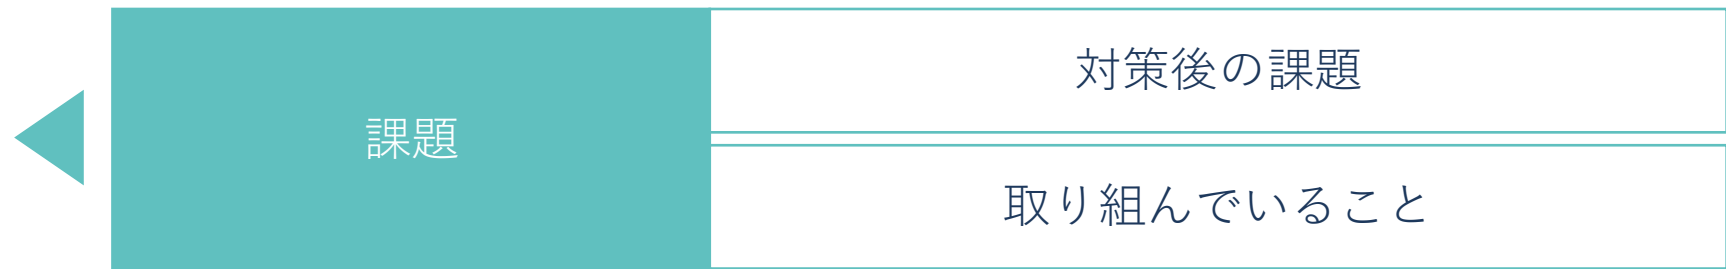 課題
対策後の課題
取り組んでいること